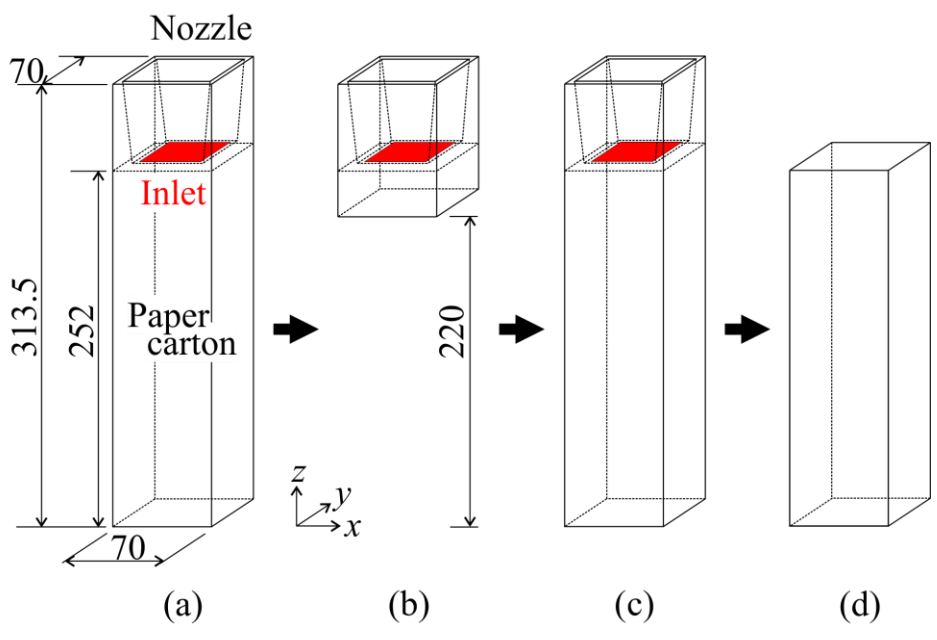 Nozzle
70
Inlet
313.5
252
Paper
carton
220
z
y
x
70
(a)
(b)
(c)
(d)